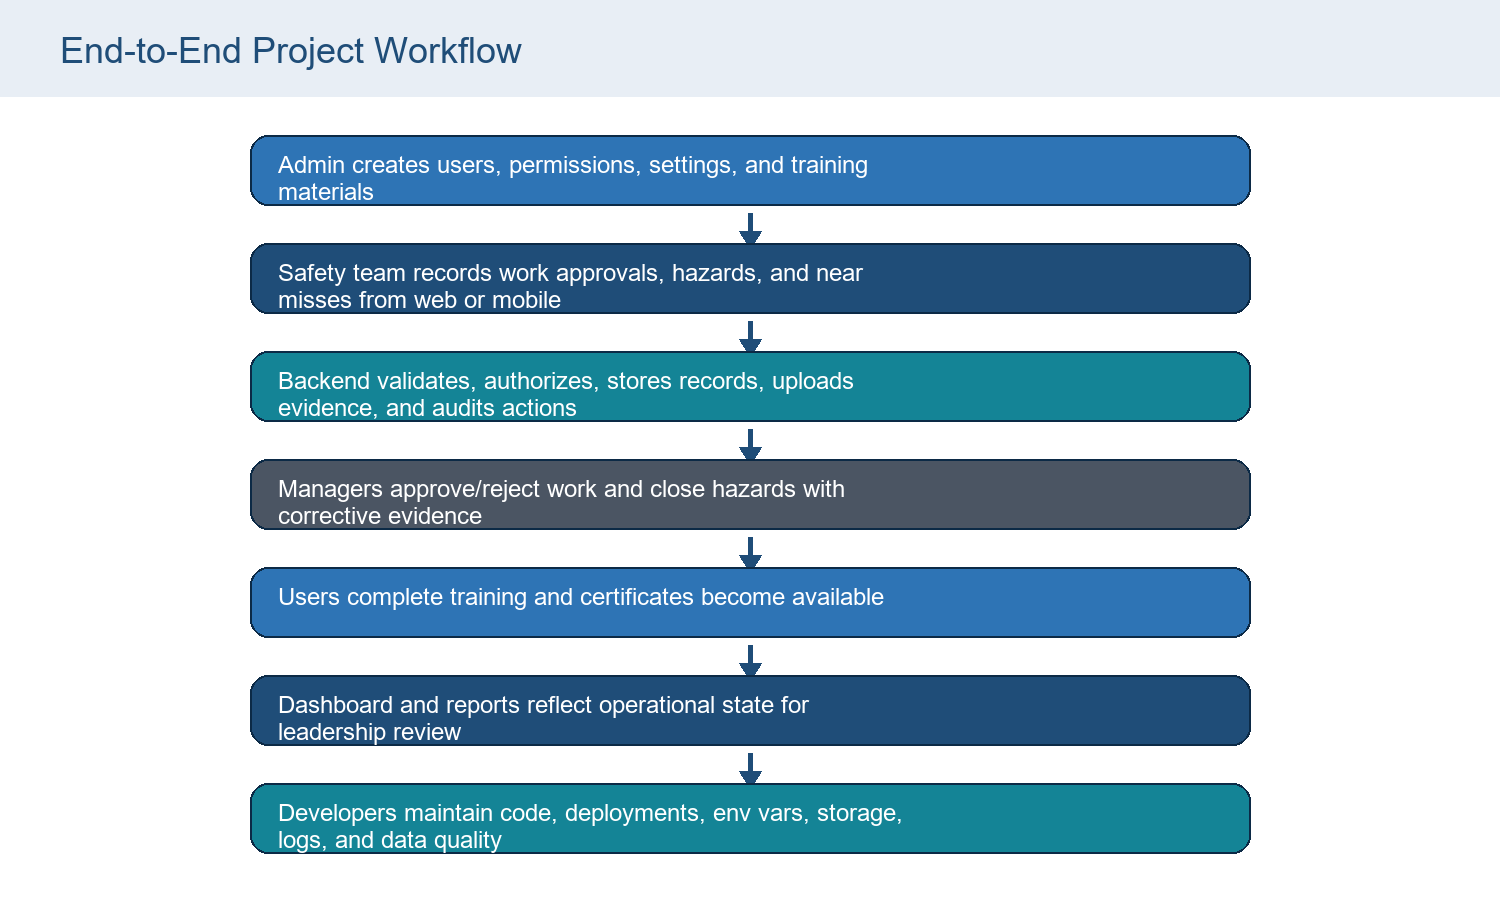 End-to-End Project Workflow
Admin creates users, permissions, settings, and training
materials
Safety team records work approvals, hazards, and near
misses from web or mobile
Backend validates, authorizes, stores records, uploads
evidence, and audits actions
Managers approve/reject work and close hazards with
corrective evidence
Users complete training and certificates become available
Dashboard and reports reflect operational state for
leadership review
Developers maintain code, deployments, env vars, storage,
logs, and data quality